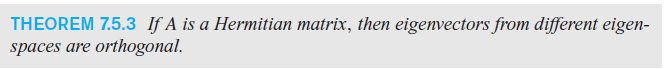 THEOREM 7.5.3 If A is a Hermitian matrix, then eigenvectors from different eigen-
spaces are orthogonal.